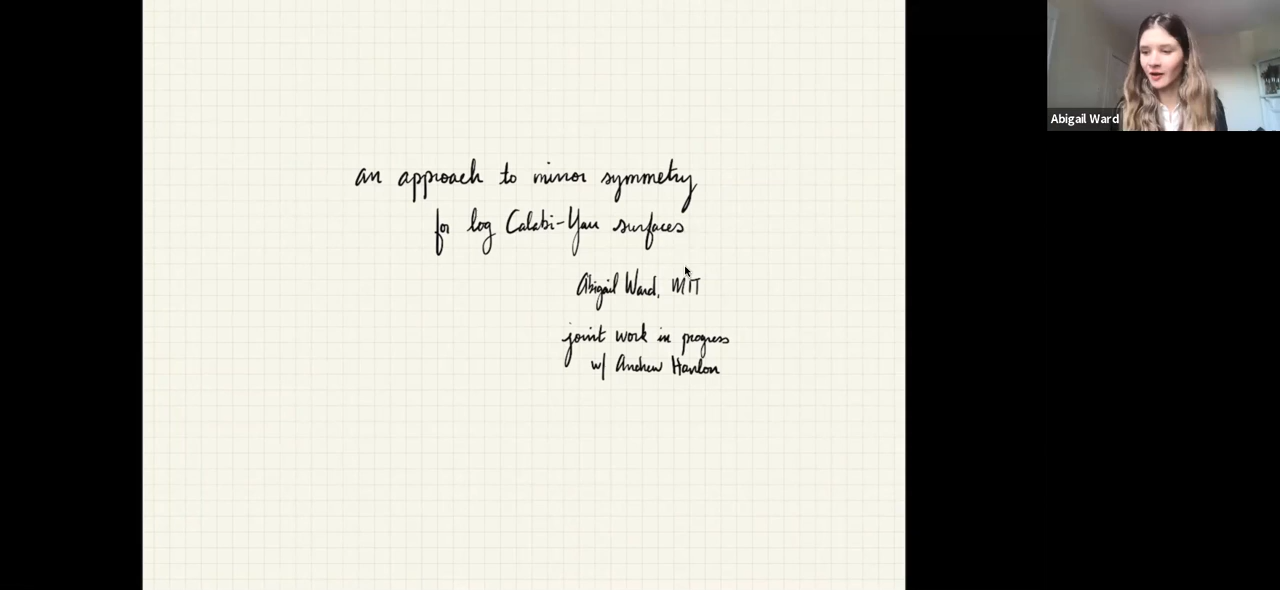 an approach to mirror symmetry
for log Calabi-Yau surfaces
Abigail Ward, MIT
joint work in progress
w/ Andrew Hanlon
Abigail Ward